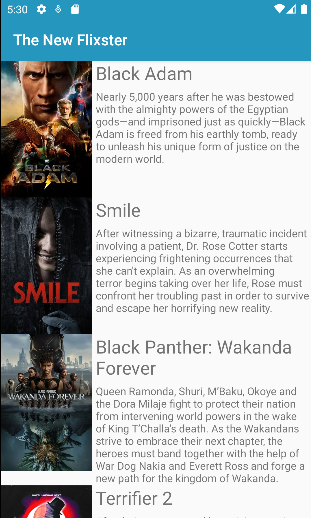 5:30
The New Flixster
Black Adam
Nearly 5,000 years after he was bestowed
with the almighty powers of the Egyptian
gods—and imprisoned just as quickly—Black
Adam is freed from his earthly tomb, ready
to unleash his unique form of justice on the
modern world.
BLACK
ADAM
Smile
After witnessing a bizarre, traumatic incident
involving a patient, Dr. Rose Cotter starts
experiencing frightening occurrences that
she can't explain. As an overwhelming
terror begins taking over her life, Rose must
confront her troubling past in order to survive
and escape her horrifying new reality.
SMILE
Black Panther: Wakanda
Forever
Queen Ramonda, Shuri, M'Baku, Okoye and
the Dora Milaje fight to protect their nation
from intervening world powers in the wake
of King T'Challa's death. As the Wakandans
strive to embrace their next chapter, the
heroes must band together with the help of
War Dog Nakia and Everett Ross and forge a
new path for the kingdom of Wakanda.
BLACK PANTHER
WAKANDA FOREVER
Terrifier 2